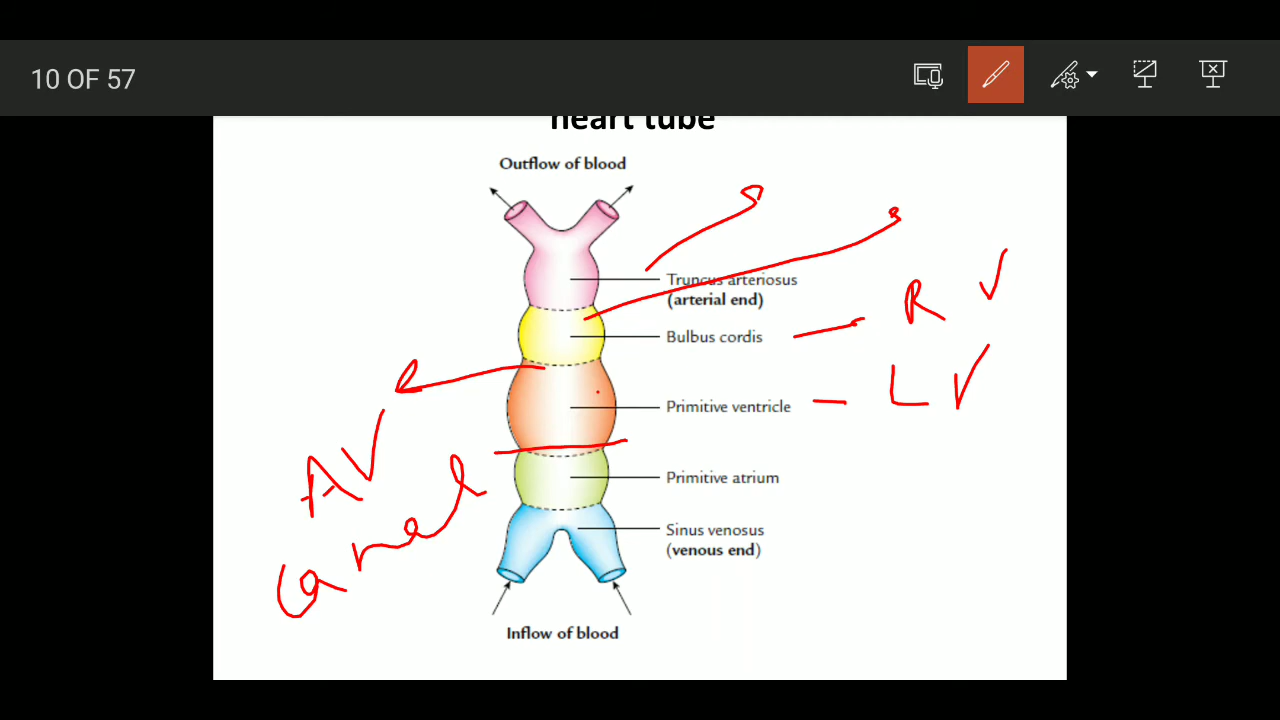 10 OF 57
heart tube
Outflow of blood
Truncus arteriosus
(arterial end)
Bulbus cordis
R V
Primitive ventricle
L V
AV
canal
Primitive atrium
Sinus venosus
(venous end)
Inflow of blood